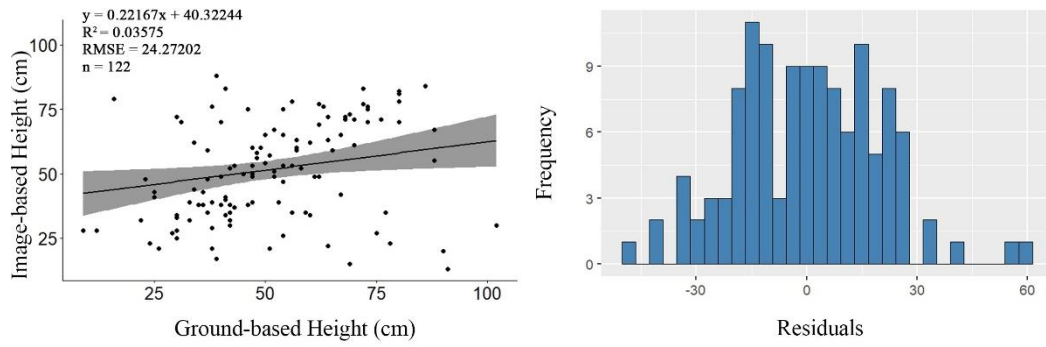 y = 0.22167x + 40.32244
R² = 0.03575
RMSE = 24.27202
n = 122
100
75
50
25
Image-based Height (cm)
25
50
75
100
Ground-based Height (cm)
9
6
3
0
Frequency
-30
0
30
60
Residuals